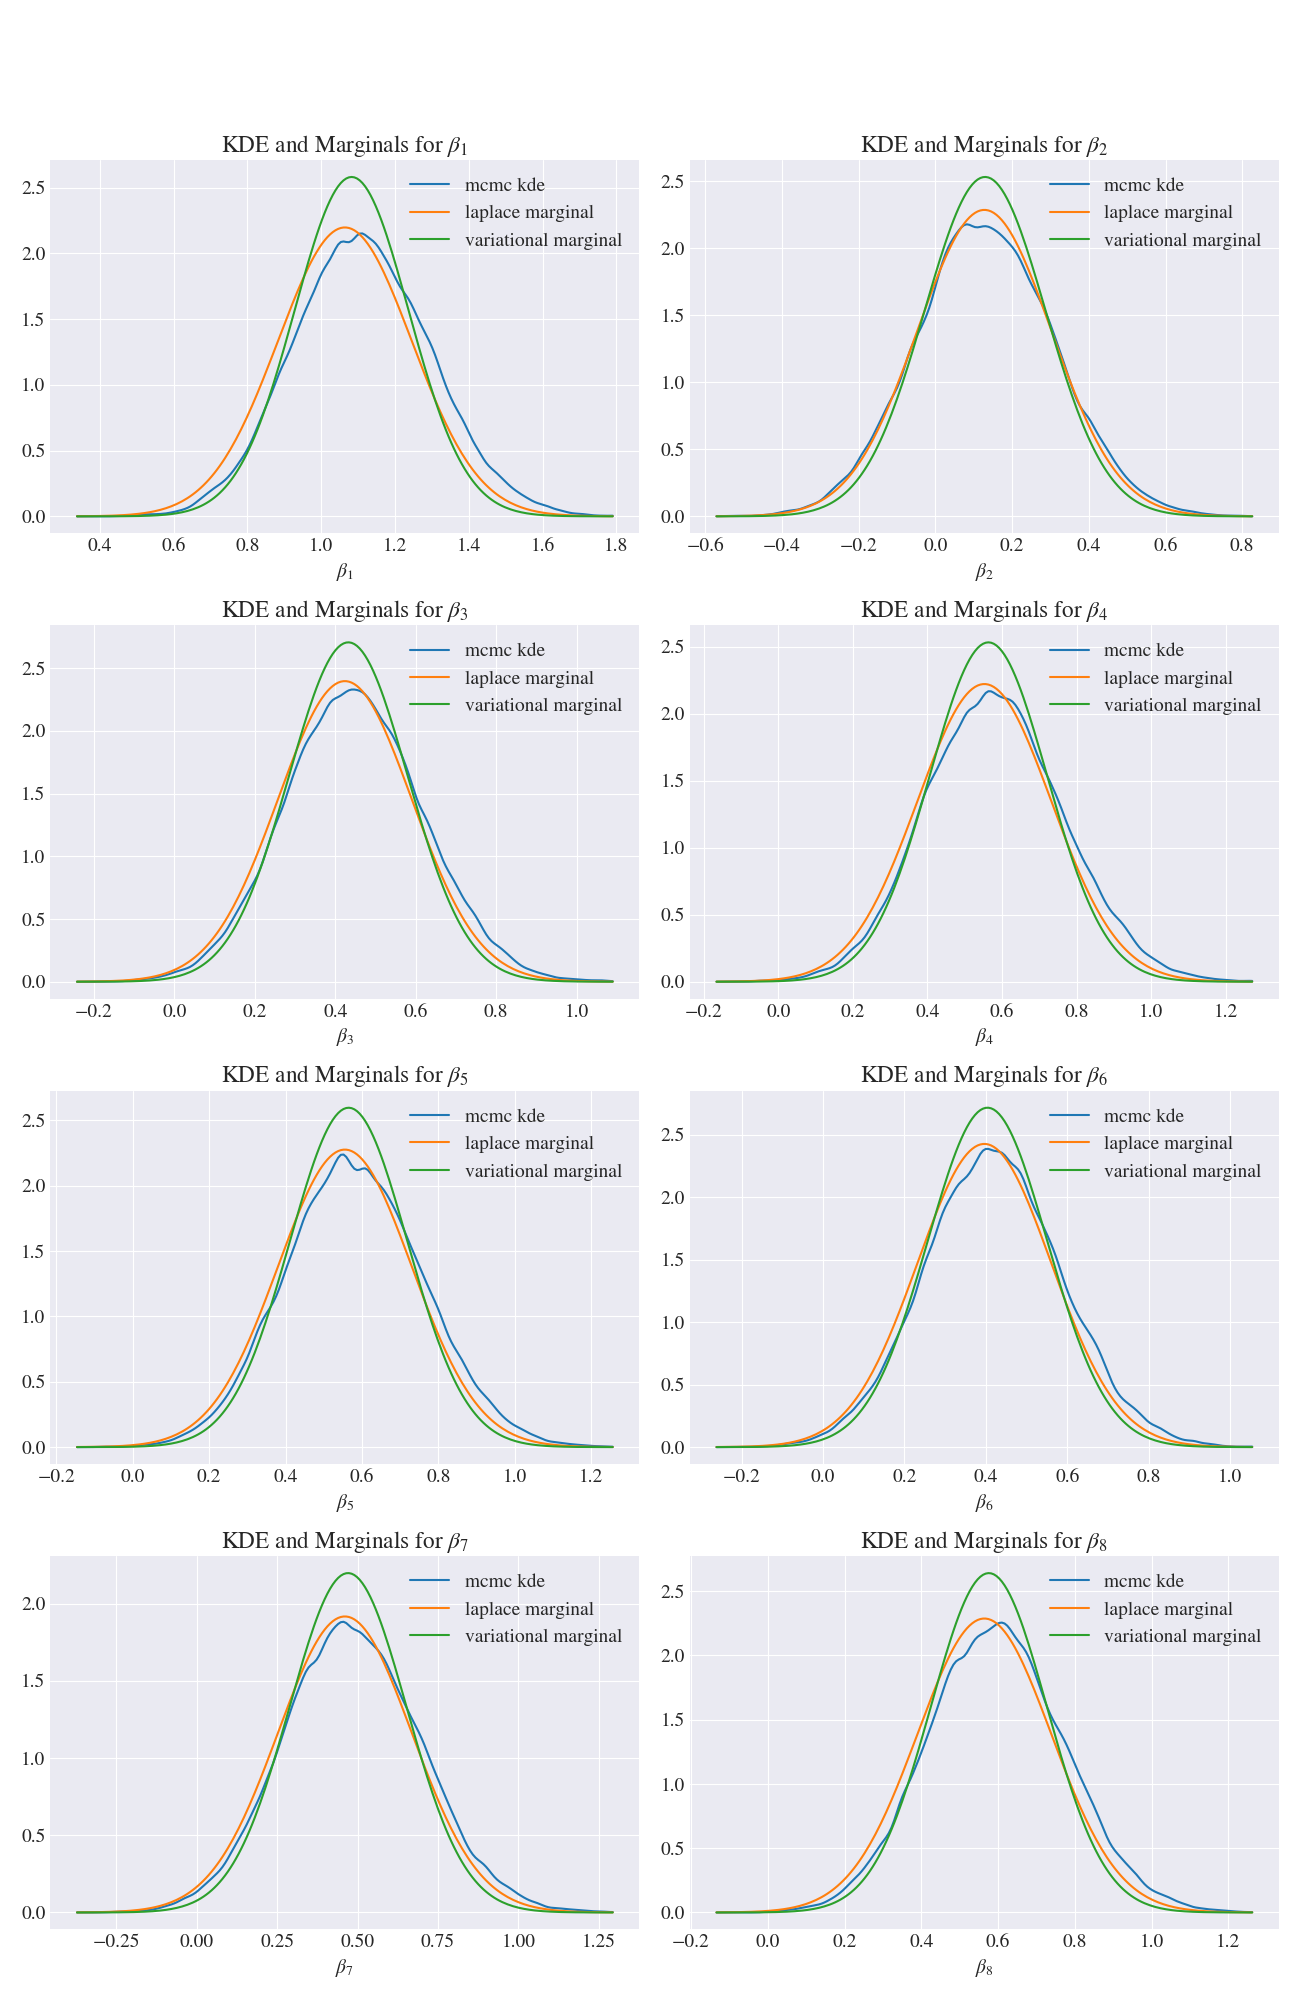 KDE and Marginals for β₁
2.5
2.0
1.5
1.0
0.5
0.0
mcmc kde
laplace marginal
variational marginal
0.4 0.6 0.8 1.0 1.2 1.4 1.6 1.8
β₁
KDE and Marginals for β₂
2.5
2.0
1.5
1.0
0.5
0.0
mcmc kde
laplace marginal
variational marginal
−0.6 −0.4 −0.2 0.0 0.2 0.4 0.6 0.8
β₂
KDE and Marginals for β₃
2.5
2.0
1.5
1.0
0.5
0.0
mcmc kde
laplace marginal
variational marginal
−0.2 0.0 0.2 0.4 0.6 0.8 1.0
β₃
KDE and Marginals for β₄
2.5
2.0
1.5
1.0
0.5
0.0
mcmc kde
laplace marginal
variational marginal
−0.2 0.0 0.2 0.4 0.6 0.8 1.0 1.2
β₄
KDE and Marginals for β₅
2.5
2.0
1.5
1.0
0.5
0.0
mcmc kde
laplace marginal
variational marginal
−0.2 0.0 0.2 0.4 0.6 0.8 1.0 1.2
β₅
KDE and Marginals for β₆
2.5
2.0
1.5
1.0
0.5
0.0
mcmc kde
laplace marginal
variational marginal
−0.2 0.0 0.2 0.4 0.6 0.8 1.0
β₆
KDE and Marginals for β₇
2.0
1.5
1.0
0.5
0.0
mcmc kde
laplace marginal
variational marginal
−0.25 0.00 0.25 0.50 0.75 1.00 1.25
β₇
KDE and Marginals for β₈
2.5
2.0
1.5
1.0
0.5
0.0
mcmc kde
laplace marginal
variational marginal
−0.2 0.0 0.2 0.4 0.6 0.8 1.0 1.2
β₈